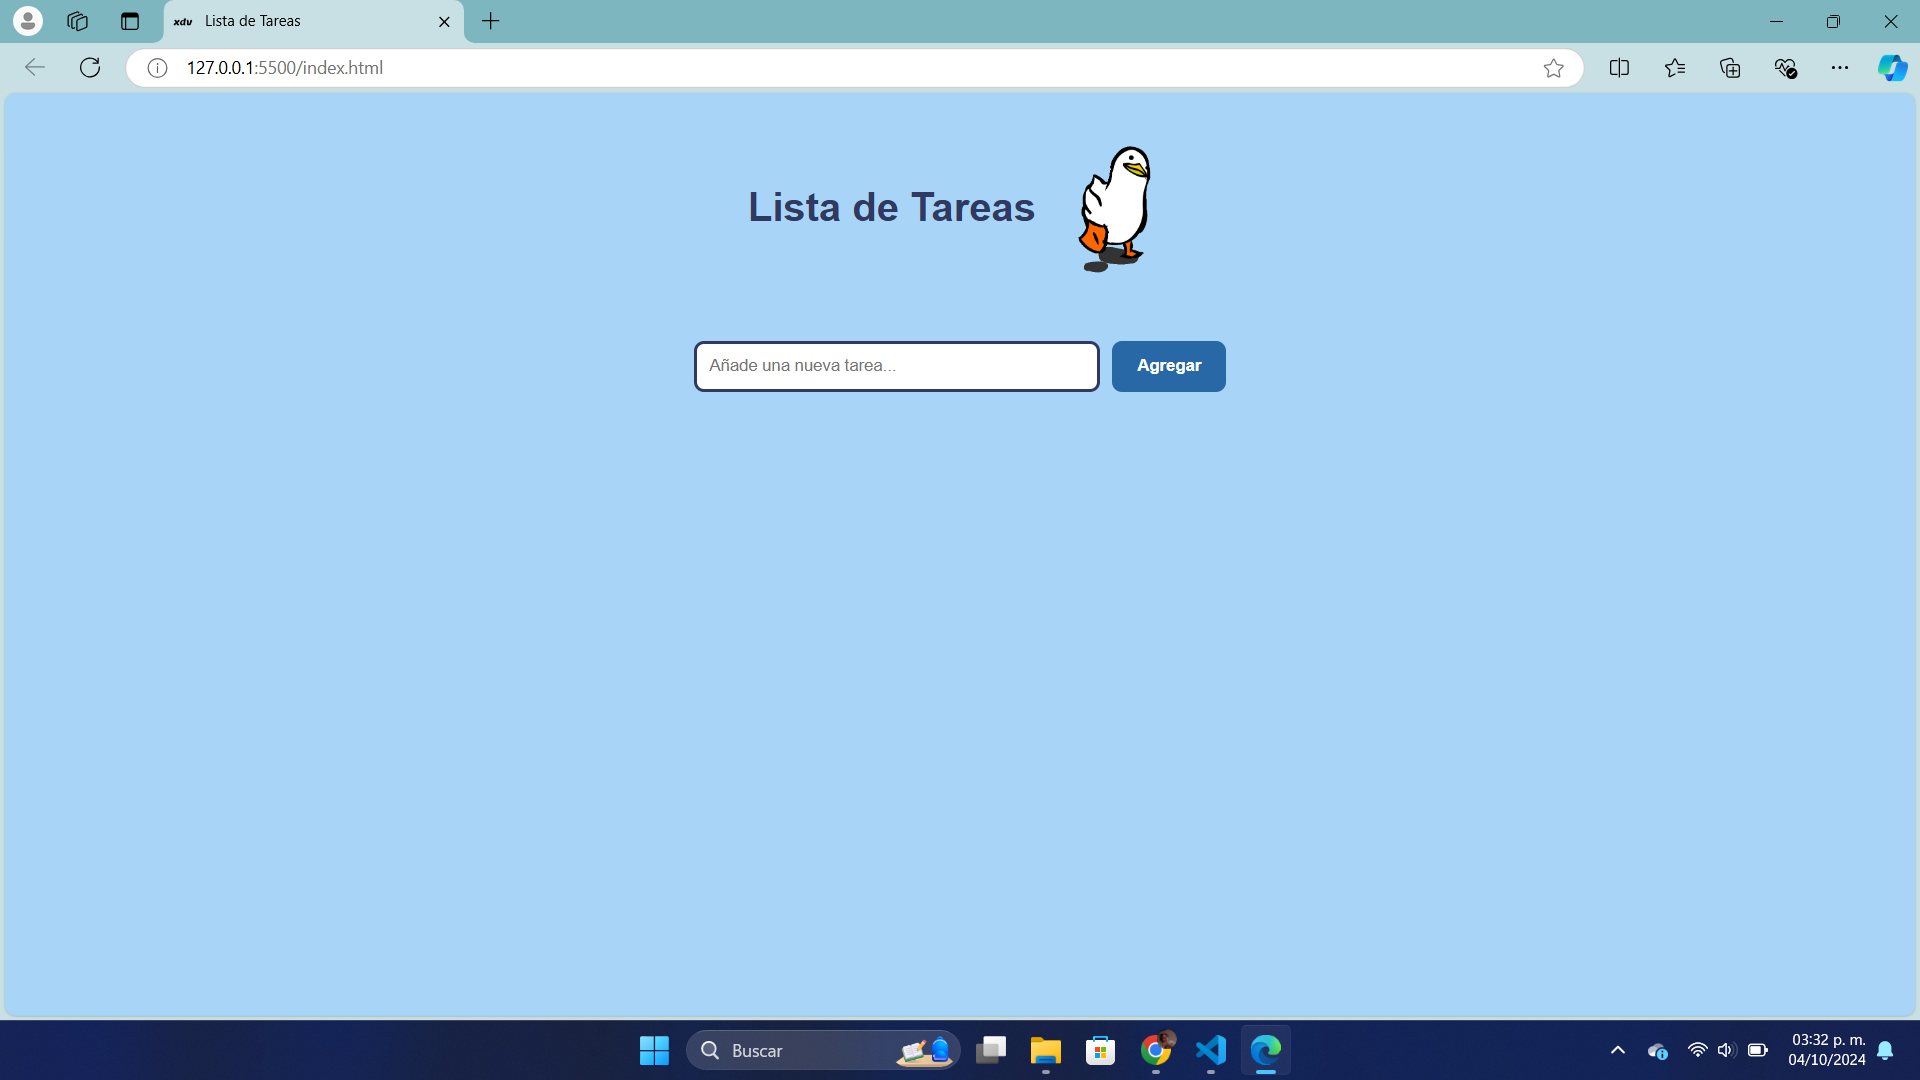 xdv Lista de Tareas
127.0.0.1:5500/index.html
Lista de Tareas
Añade una nueva tarea...
Agregar
Buscar
03:32 p. m.
04/10/2024